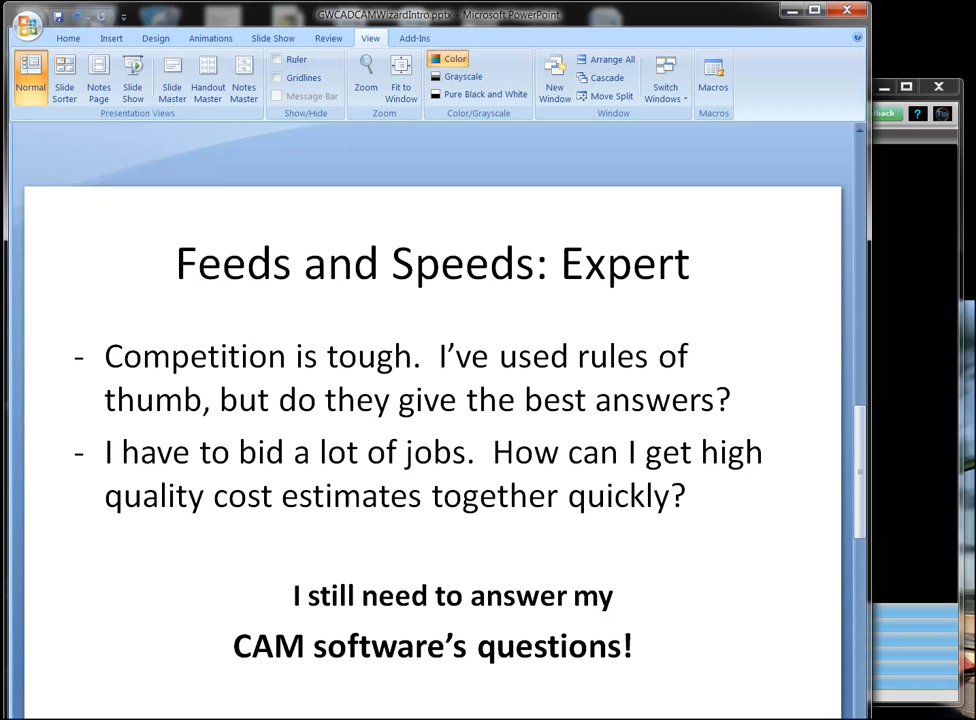 GWCADCAMWizardIntro.pptx - Microsoft PowerPoint
Home Insert Design Animations Slide Show Review View Add-Ins
Normal Slide Sorter Notes Page Slide Show Slide Master Handout Master Notes Master
Presentation Views
Ruler
Gridlines
Message Bar
Show/Hide
Zoom Fit to Window
Zoom
Color
Grayscale
Pure Black and White
Color/Grayscale
New Window
Arrange All
Cascade
Move Split
Switch Windows
Window
Macros
Macros
? Tip
Feeds and Speeds: Expert
- Competition is tough. I’ve used rules of
thumb, but do they give the best answers?
- I have to bid a lot of jobs. How can I get high
quality cost estimates together quickly?
I still need to answer my
CAM software’s questions!